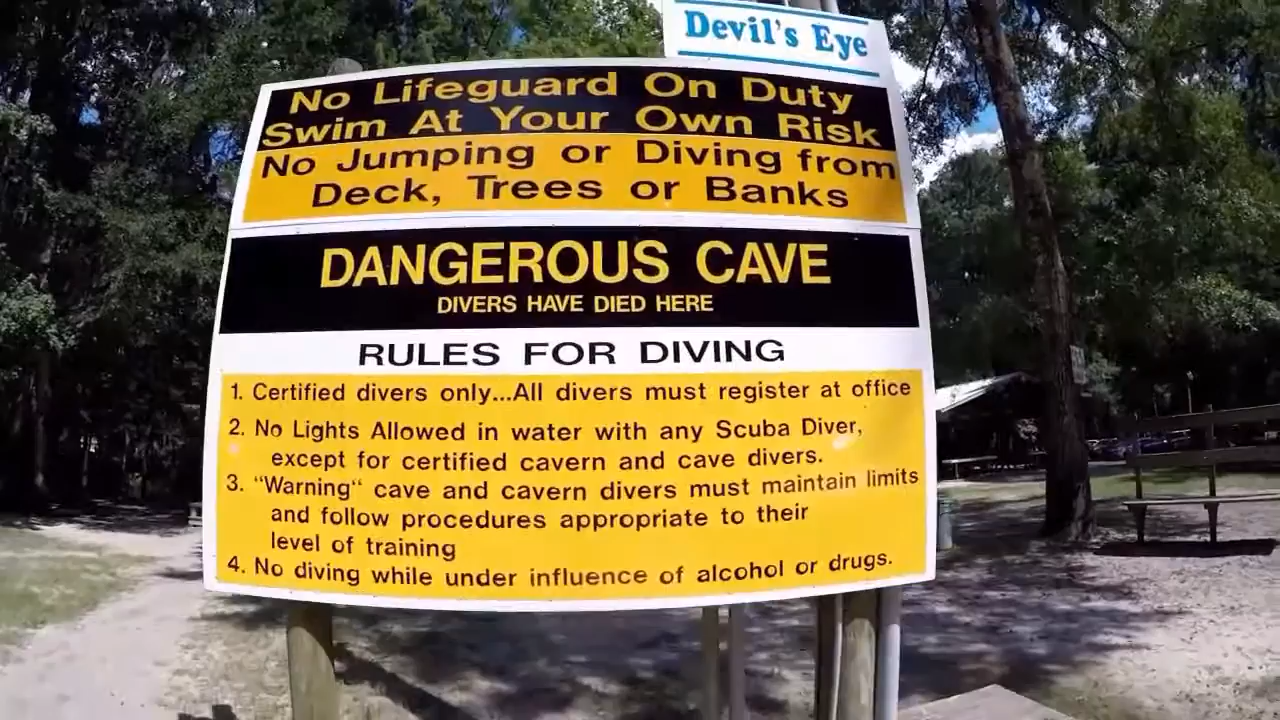 Devil's Eye
No Lifeguard On Duty
Swim At Your Own Risk
No Jumping or Diving from
Deck, Trees or Banks
DANGEROUS CAVE
DIVERS HAVE DIED HERE
RULES FOR DIVING
1. Certified divers only...All divers must register at office
2. No Lights Allowed in water with any Scuba Diver,
except for certified cavern and cave divers.
3. "Warning" cave and cavern divers must maintain limits
and follow procedures appropriate to their
level of training
4. No diving while under influence of alcohol or drugs.